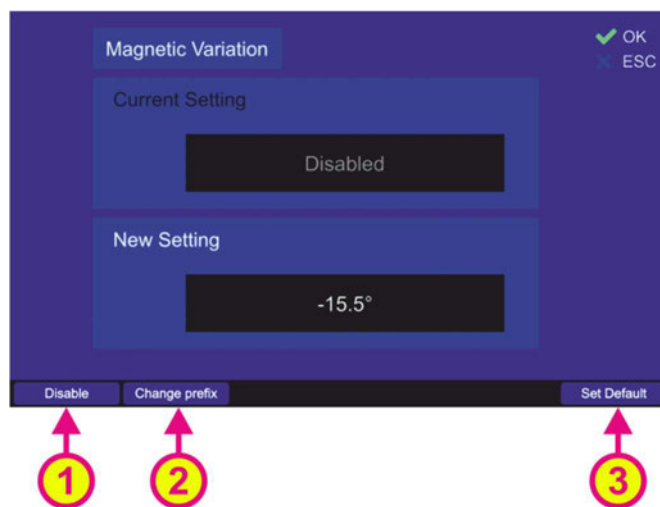 Magnetic Variation
OK
ESC
Current Setting
Disabled
New Setting
-15.5°
Disable
Change prefix
Set Default
1
2
3